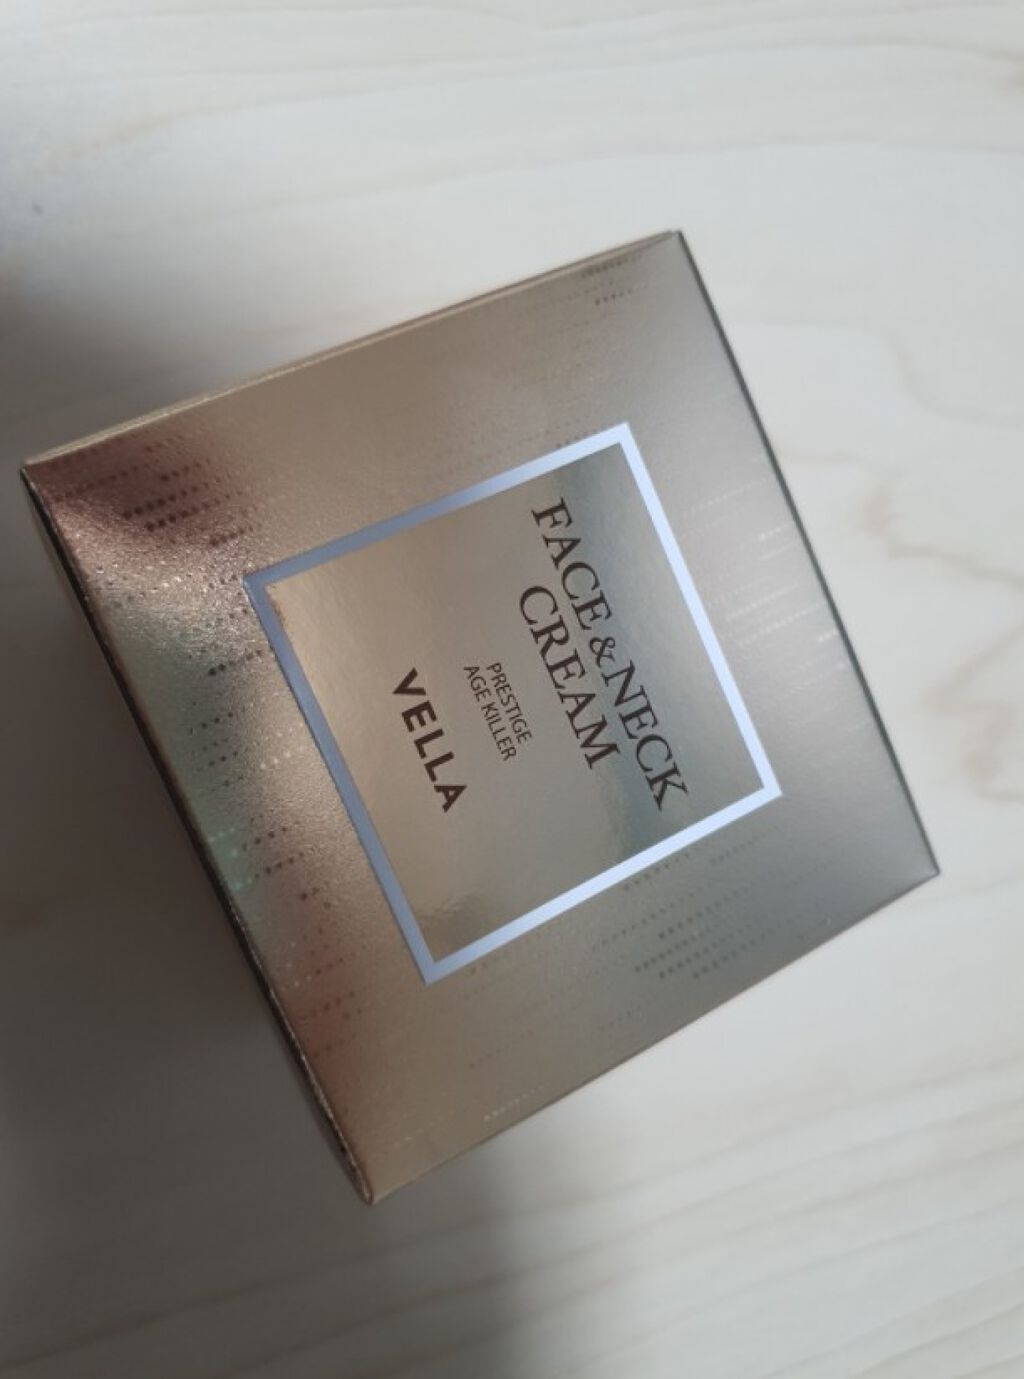 FACE & NECK
CREAM
PRESTIGE
AGE KILLER
VELLA